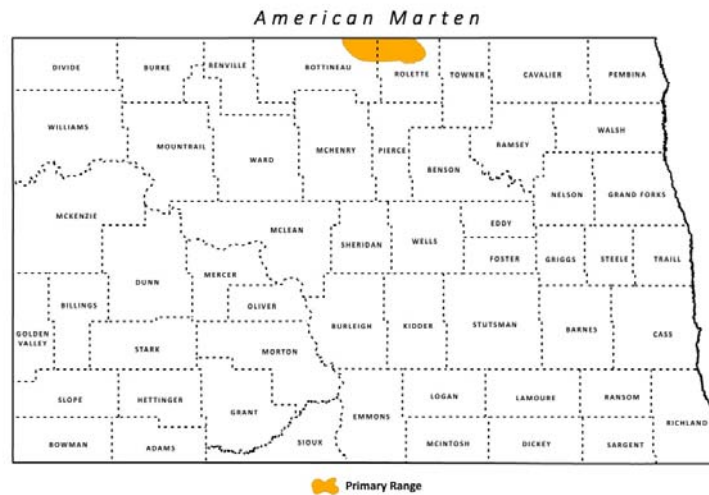 American Marten
DIVIDE
BURKE
RENVILLE
BOTTINEAU
ROLETTE
TOWNER
CAVALIER
PEMBINA
WILLIAMS
MOUNTRAIL
WARD
MCHENRY
PIERCE
BENSON
RAMSEY
WALSH
MCKENZIE
NELSON
GRAND FORKS
DUNN
MCLEAN
MERCER
OLIVER
SHERIDAN
WELLS
EDDY
FOSTER
GRIGGS
STEELE
TRAILL
BILLINGS
GOLDEN
VALLEY
STARK
MORTON
BURLEIGH
KIDDER
STUTSMAN
BARNES
CASS
SLOPE
HETTINGER
GRANT
EMMONS
LOGAN
LAMOURE
RANSOM
RICHLAND
BOWMAN
ADAMS
SIOUX
MCINTOSH
DICKEY
SARGENT
Primary Range